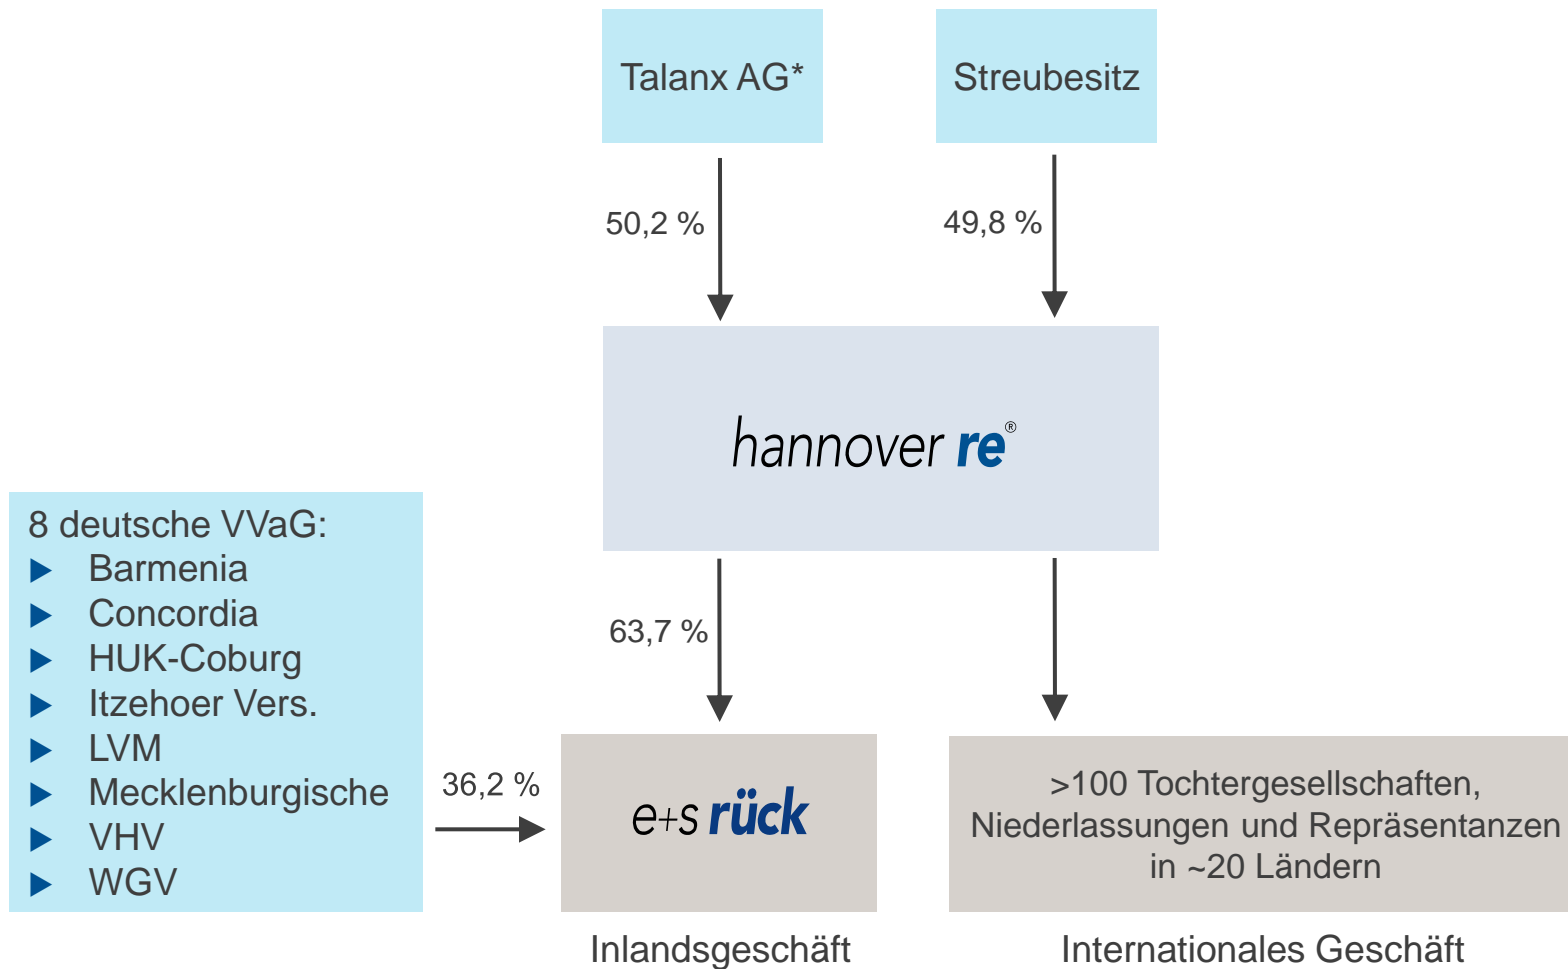 Talanx AG*
Streubesitz
50,2 %
49,8 %
hannover re®
8 deutsche VVaG:
Barmenia
Concordia
HUK-Coburg
Itzehoer Vers.
LVM
Mecklenburgische
VHV
WGV
63,7 %
36,2 %
e+s rück
>100 Tochtergesellschaften,
Niederlassungen und Repräsentanzen
in ~20 Ländern
Inlandsgeschäft
Internationales Geschäft